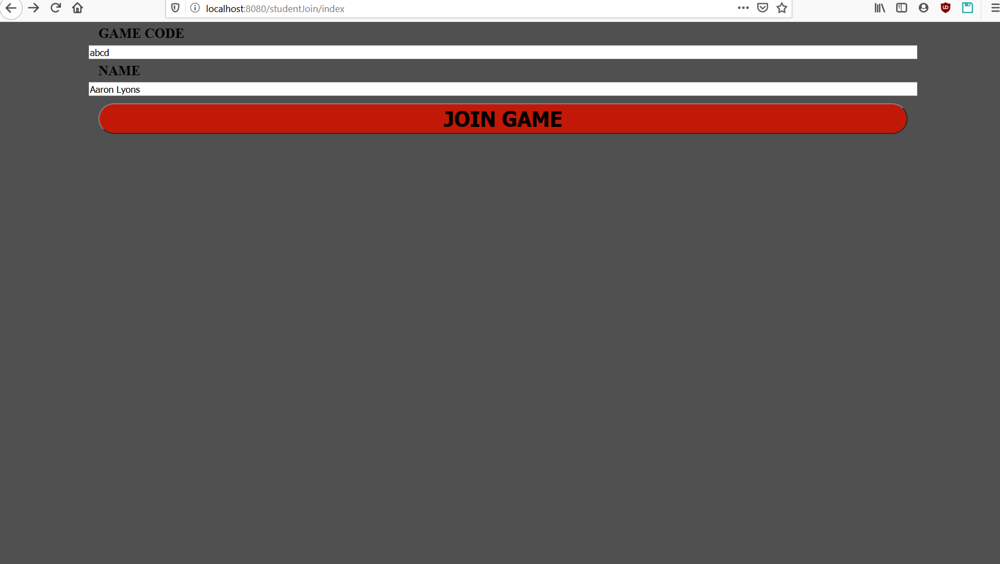 localhost:8080/studentJoin/index
GAME CODE
abcd
NAME
Aaron Lyons
JOIN GAME